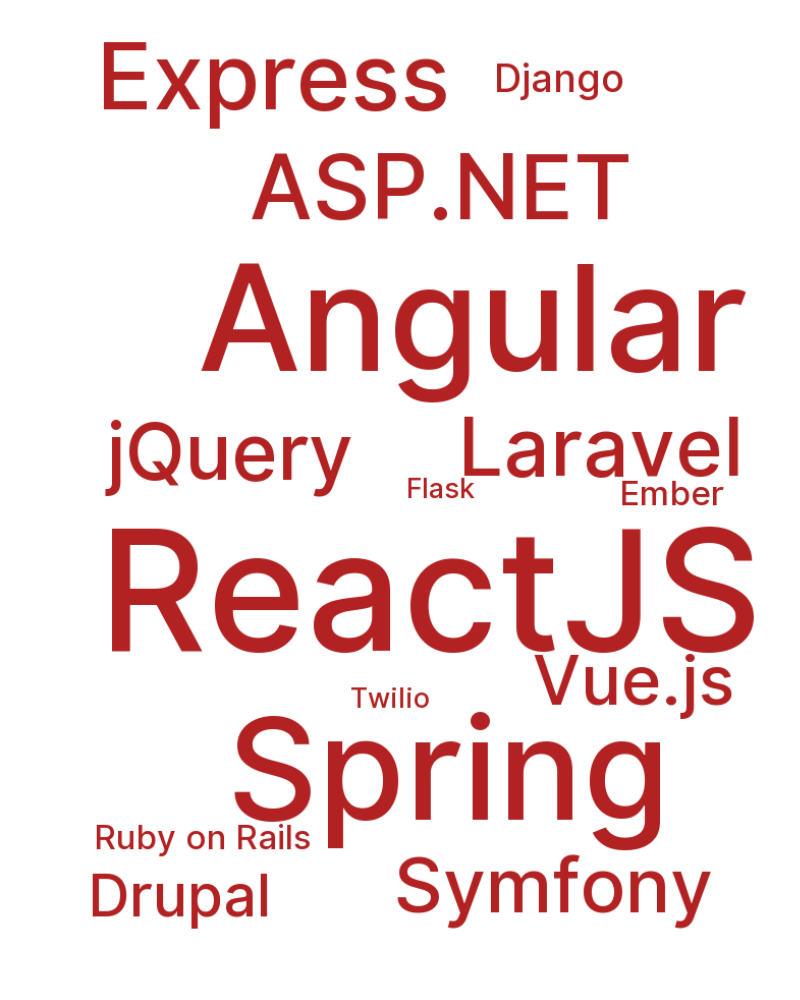 Express
Django
ASP.NET
Angular
jQuery
Laravel
Flask
Ember
ReactJS
Vue.js
Twilio
Spring
Ruby on Rails
Symfony
Drupal